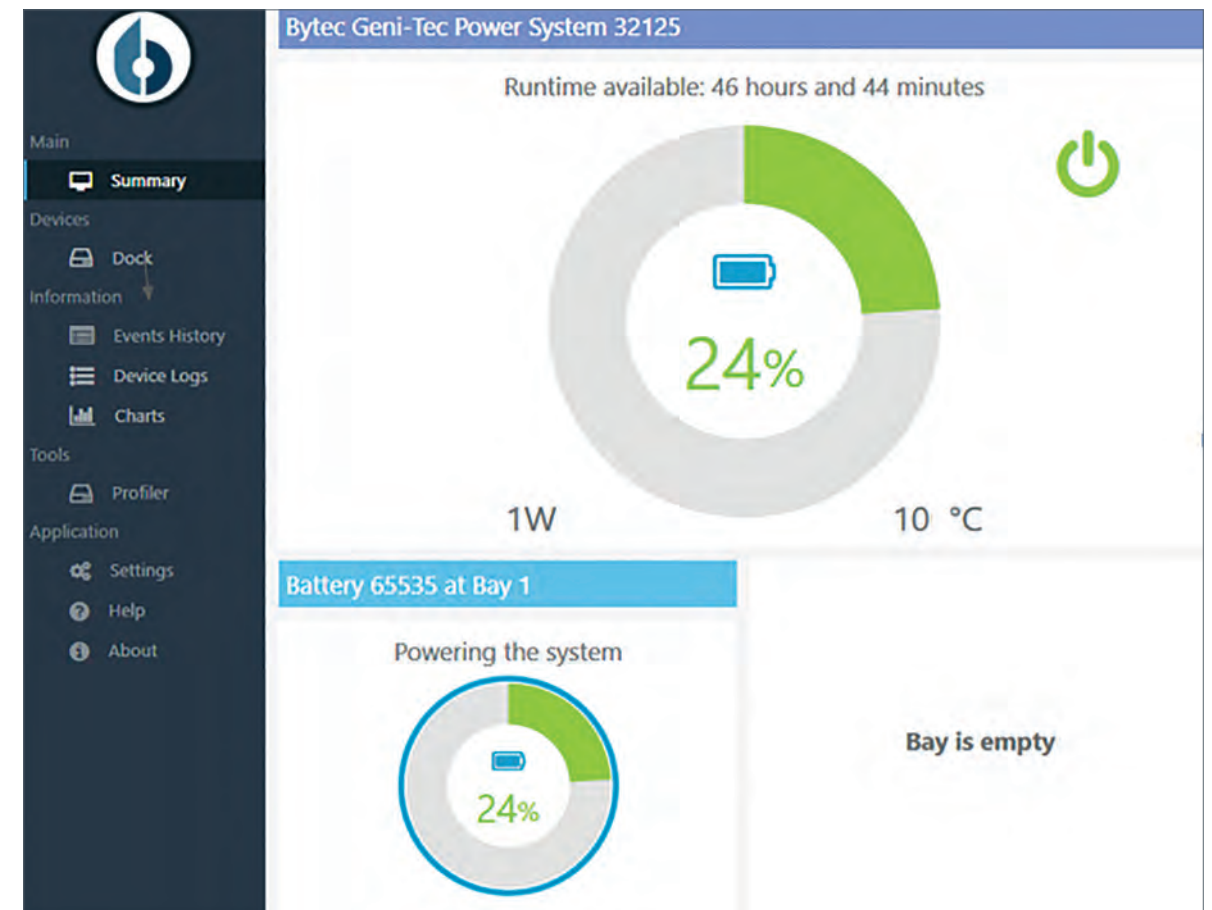 Main
Summary
Devices
Dock
Information
Events History
Device Logs
Charts
Tools
Profiler
Application
Settings
Help
About
Bytec Geni-Tec Power System 32125
Runtime available: 46 hours and 44 minutes
24%
1W
10 °C
Battery 65535 at Bay 1
Powering the system
24%
Bay is empty